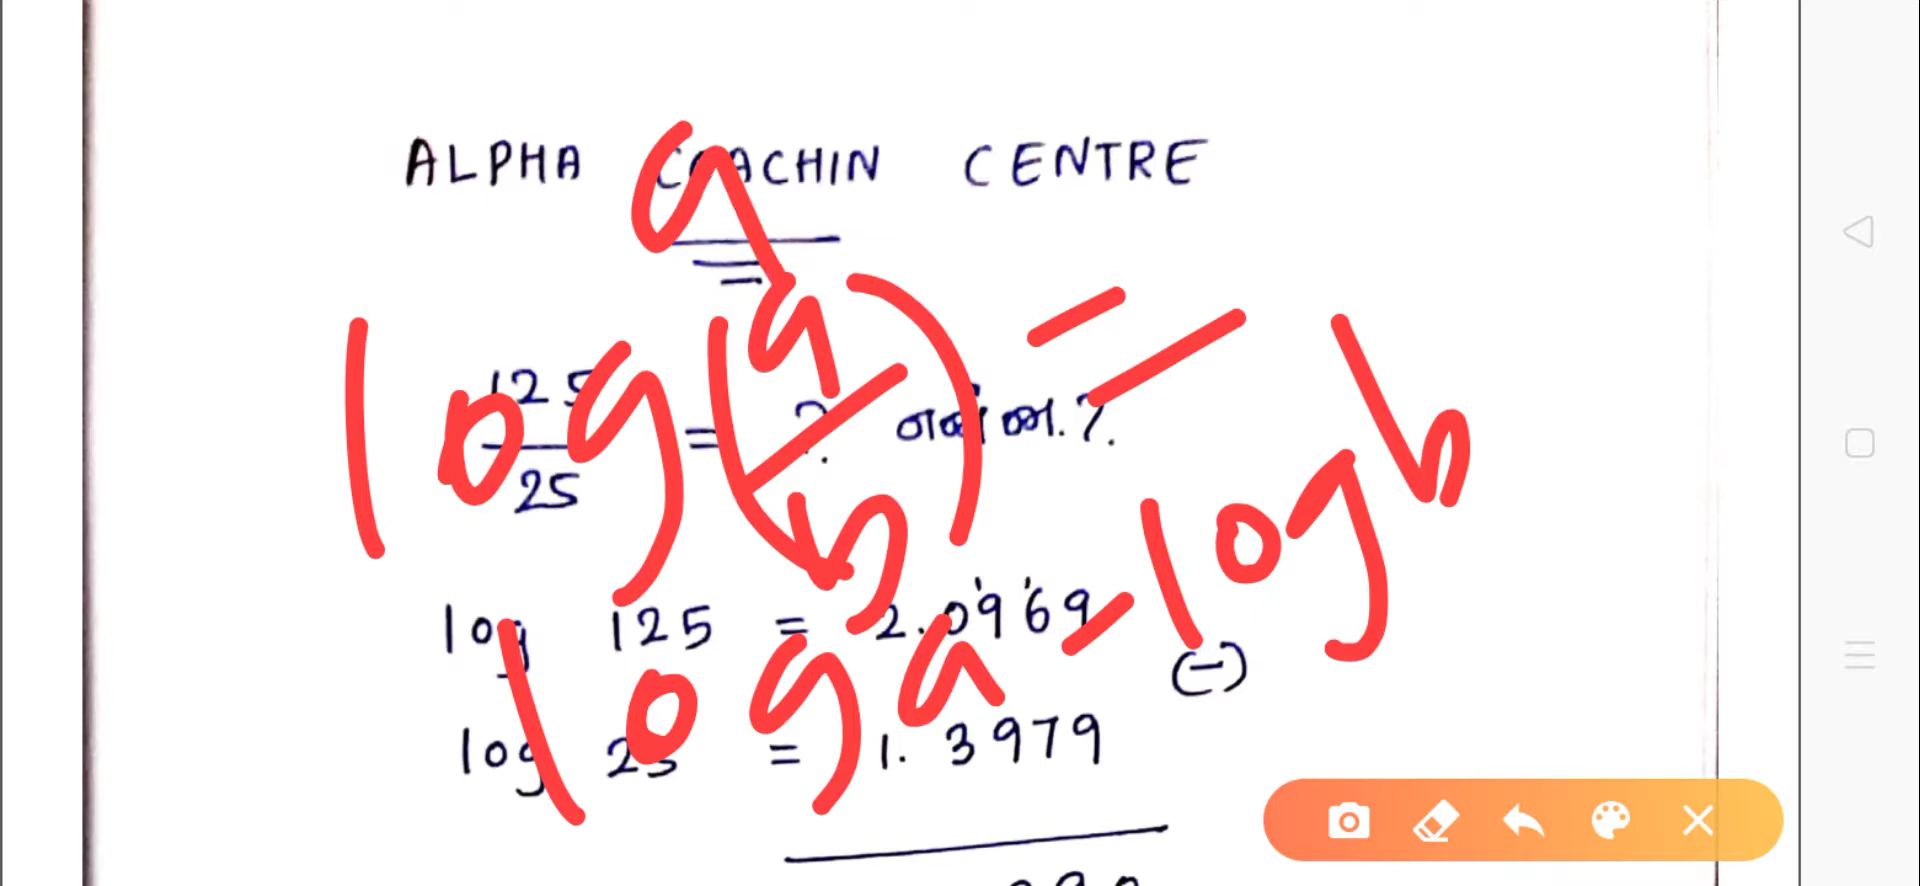 ALPHA COACHIN CENTRE
125
— = ?
25
log 125 = 2.0969
(-)
log 25 = 1.3979
log(a/b) =
log a - log b